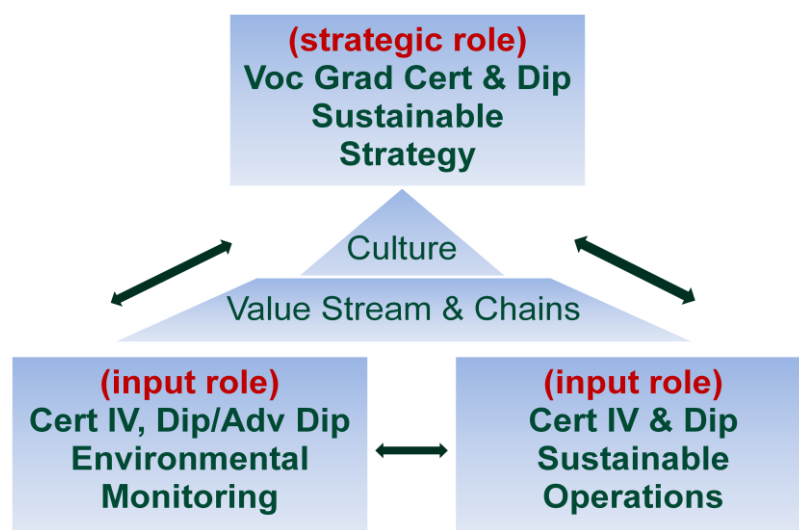 (strategic role)
Voc Grad Cert & Dip
Sustainable
Strategy
Culture
Value Stream & Chains
(input role)
Cert IV, Dip/Adv Dip
Environmental
Monitoring
(input role)
Cert IV & Dip
Sustainable
Operations